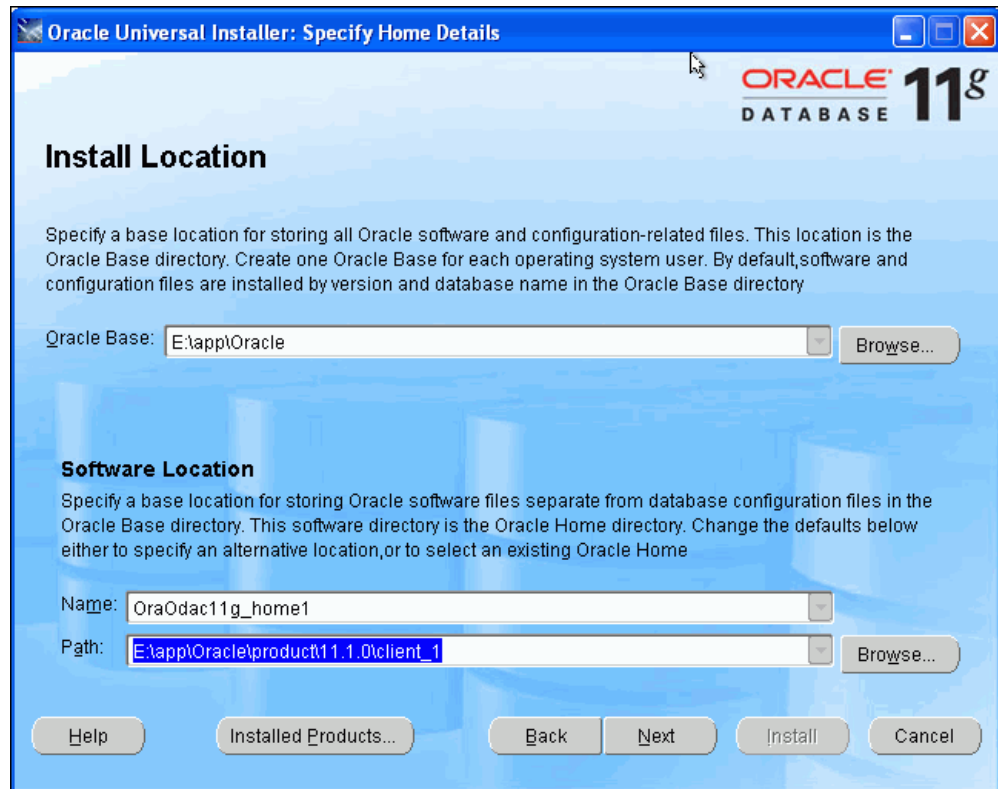 Oracle Universal Installer: Specify Home Details
ORACLE 11g
DATABASE
Install Location
Specify a base location for storing all Oracle software and configuration-related files. This location is the
Oracle Base directory. Create one Oracle Base for each operating system user. By default,software and
configuration files are installed by version and database name in the Oracle Base directory
Oracle Base: E:\app\Oracle Browse...
Software Location
Specify a base location for storing Oracle software files separate from database configuration files in the
Oracle Base directory. This software directory is the Oracle Home directory. Change the defaults below
either to specify an alternative location,or to select an existing Oracle Home
Name: OraOdac11g_home1
Path: E:\app\Oracle\product\11.1.0\client_1 Browse...
Help Installed Products... Back Next Install Cancel